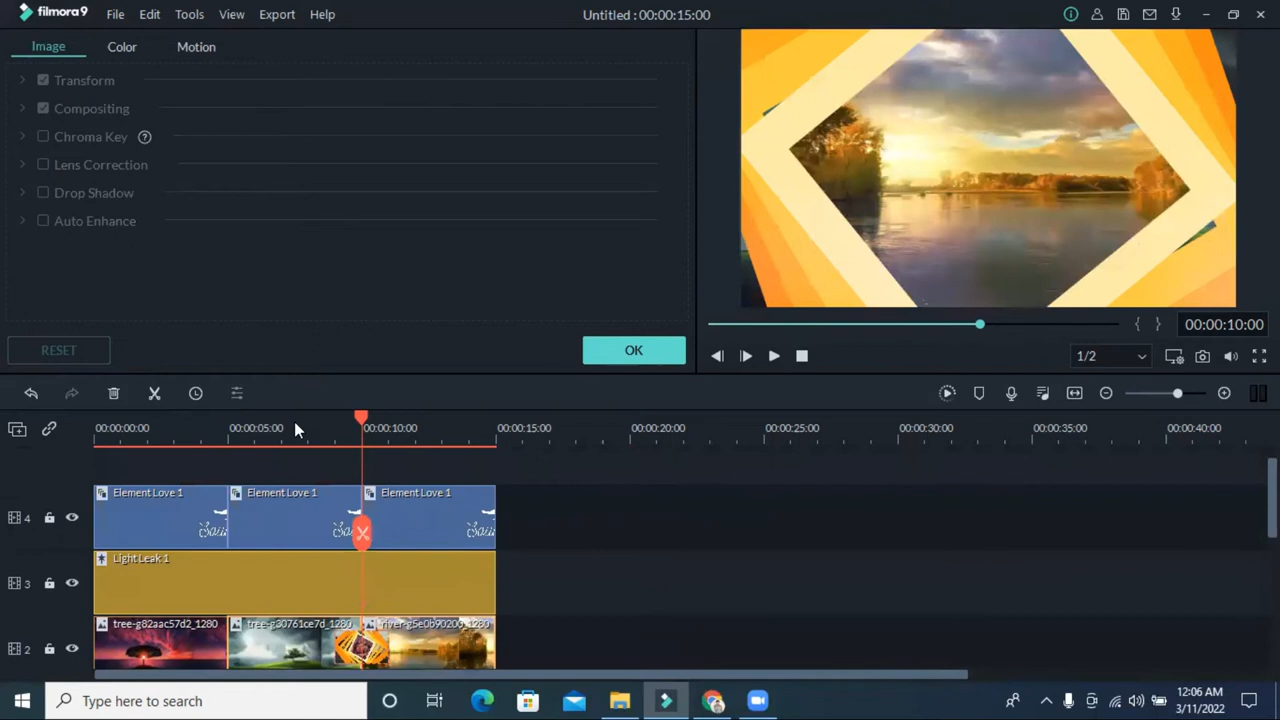 filmora9 File Edit Tools View Export Help Untitled : 00:00:15:00
Image Color Motion
Transform
Compositing
Chroma Key ?
Lens Correction
Drop Shadow
Auto Enhance
RESET OK
{ } 00:00:10:00
1/2
00:00:00:00 00:00:05:00 00:00:10:00 00:00:15:00 00:00:20:00 00:00:25:00 00:00:30:00 00:00:35:00 00:00:40:00
Element Love 1 Element Love 1 Element Love 1
4
Light Leak 1
3
tree-g82aac57d2_1280 tree-g30761ce7d_1280 river-g5e0b90200_1280
2
Type here to search
12:06 AM
3/11/2022